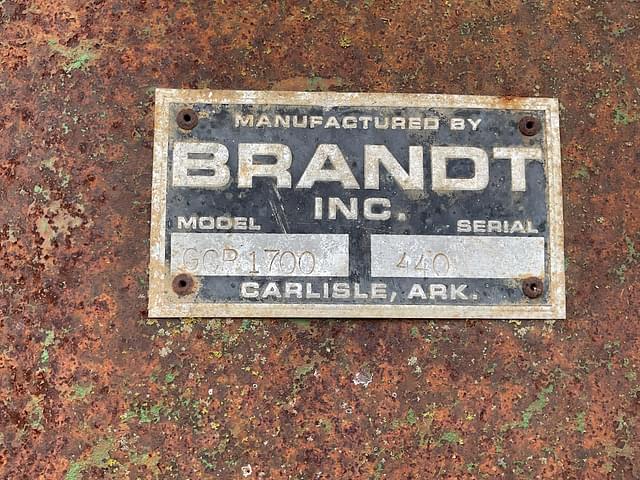 MANUFACTURED BY
BRANDT
INC.
MODEL SERIAL
GCP 1700 440
CARLISLE, ARK.